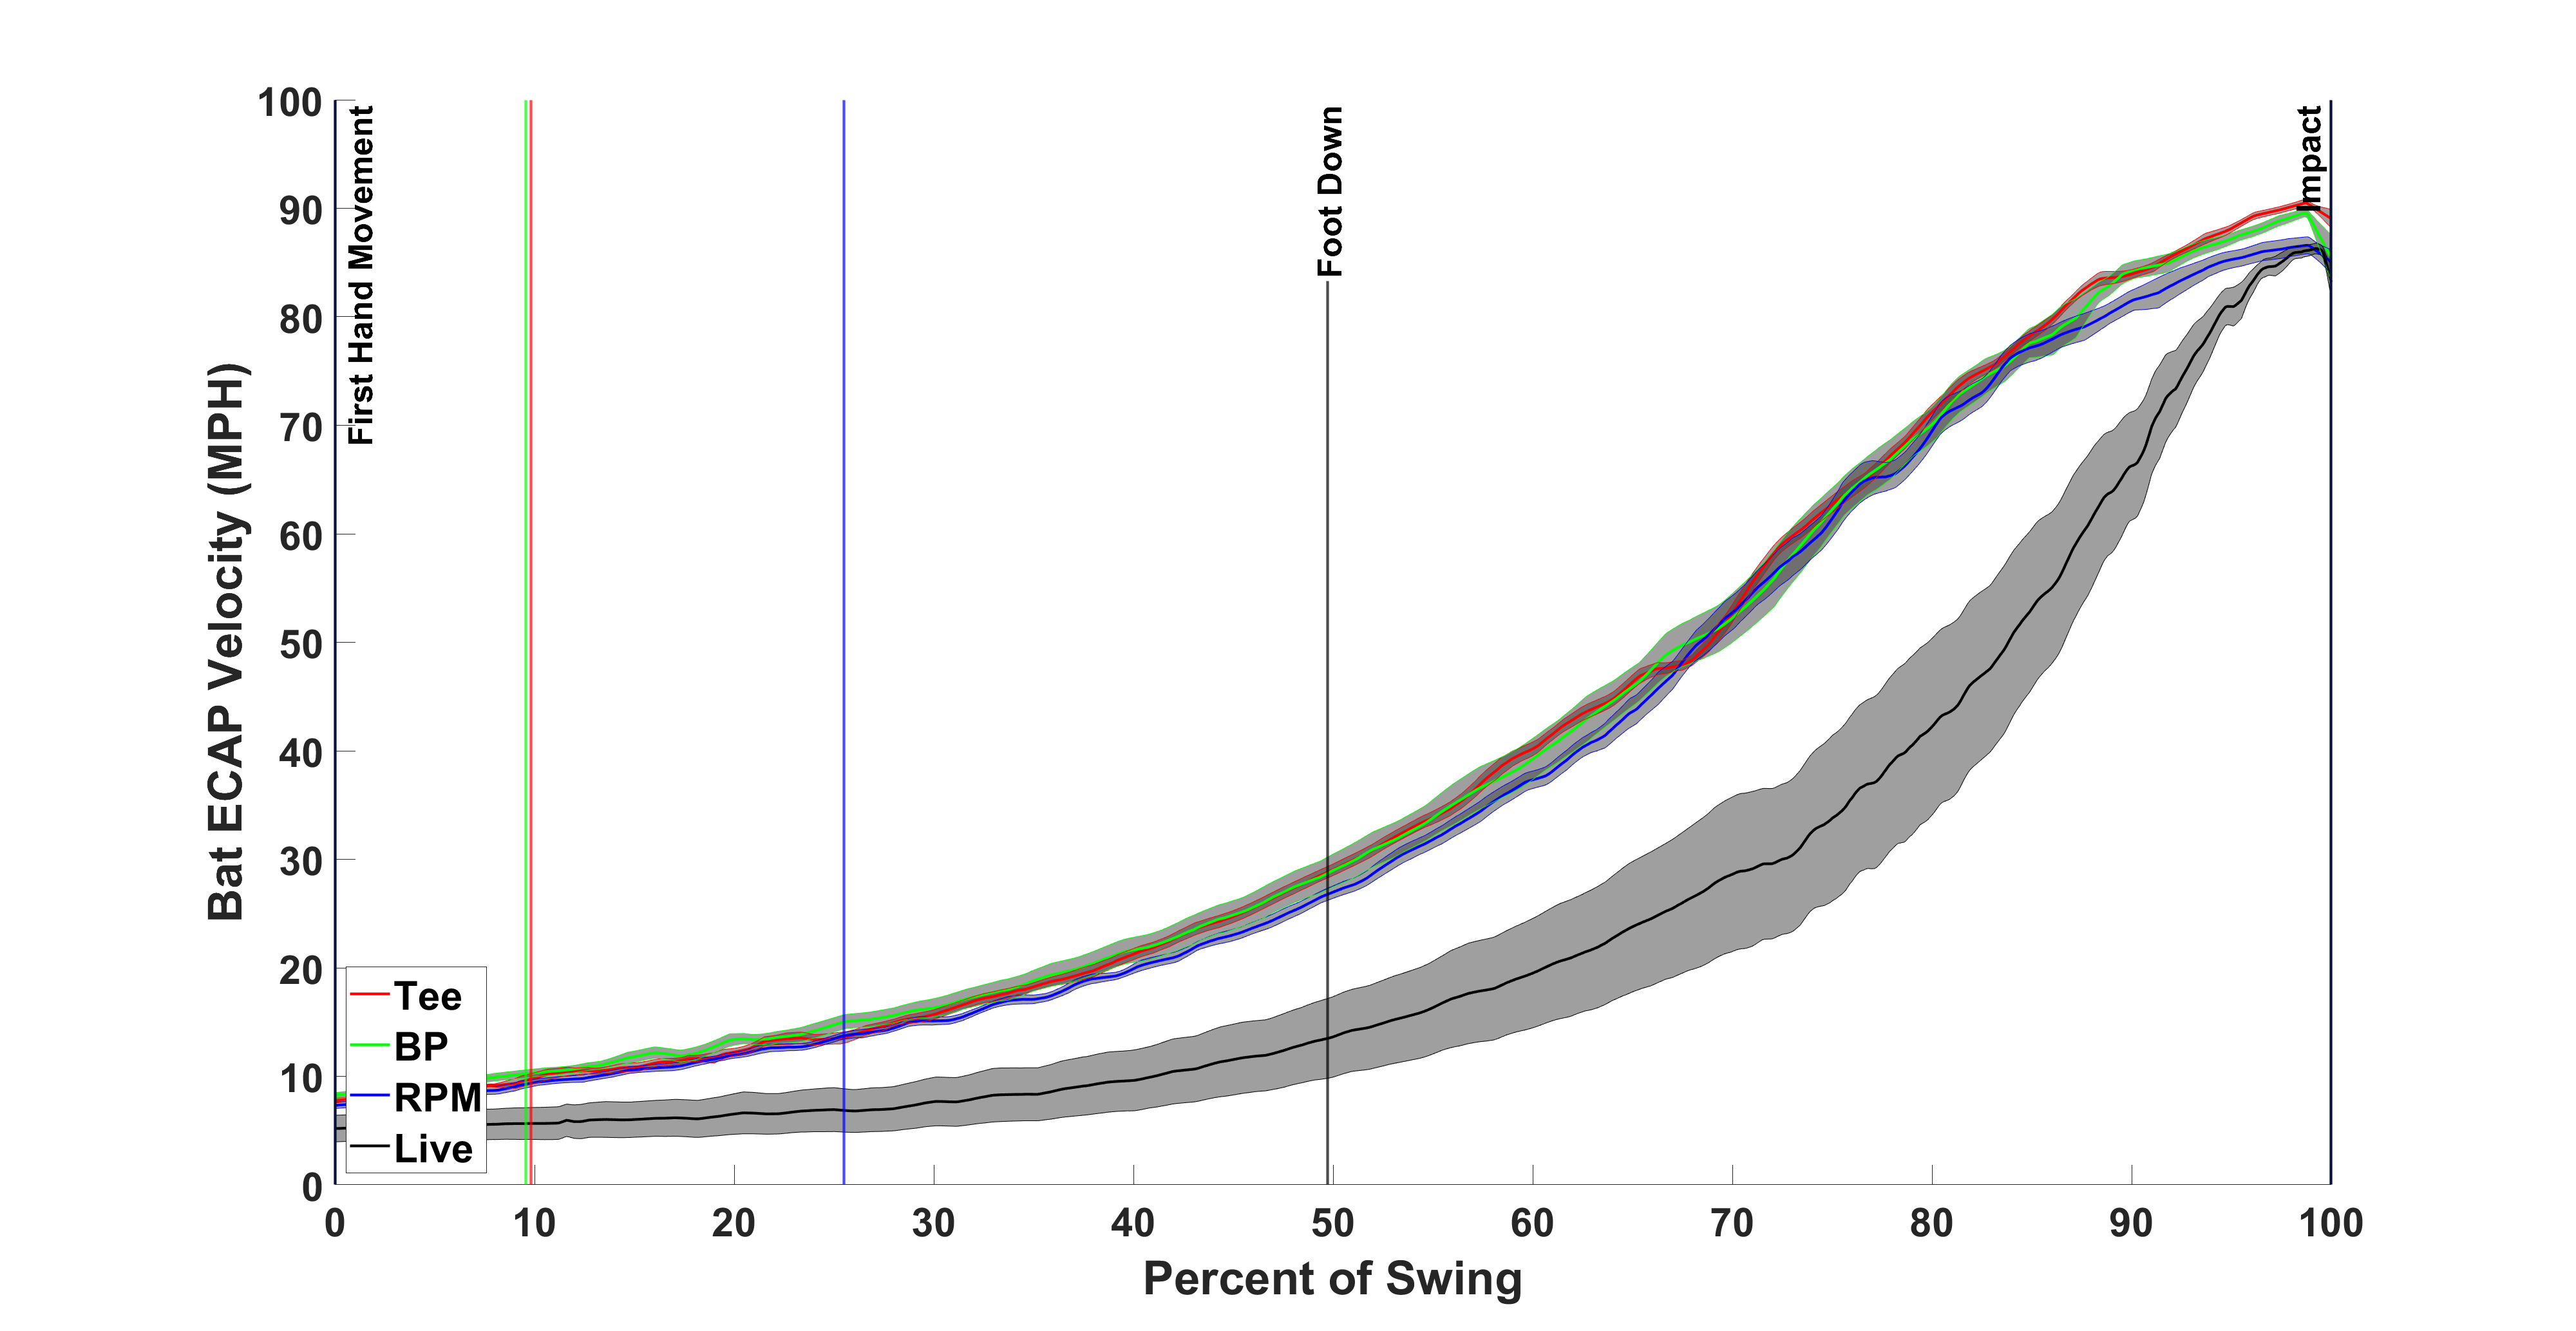 100
90
80
70
60
50
40
30
20
10
0
Bat ECAP Velocity (MPH)
First Hand Movement
Foot Down
Impact
Tee
BP
RPM
Live
0 10 20 30 40 50 60 70 80 90 100
Percent of Swing